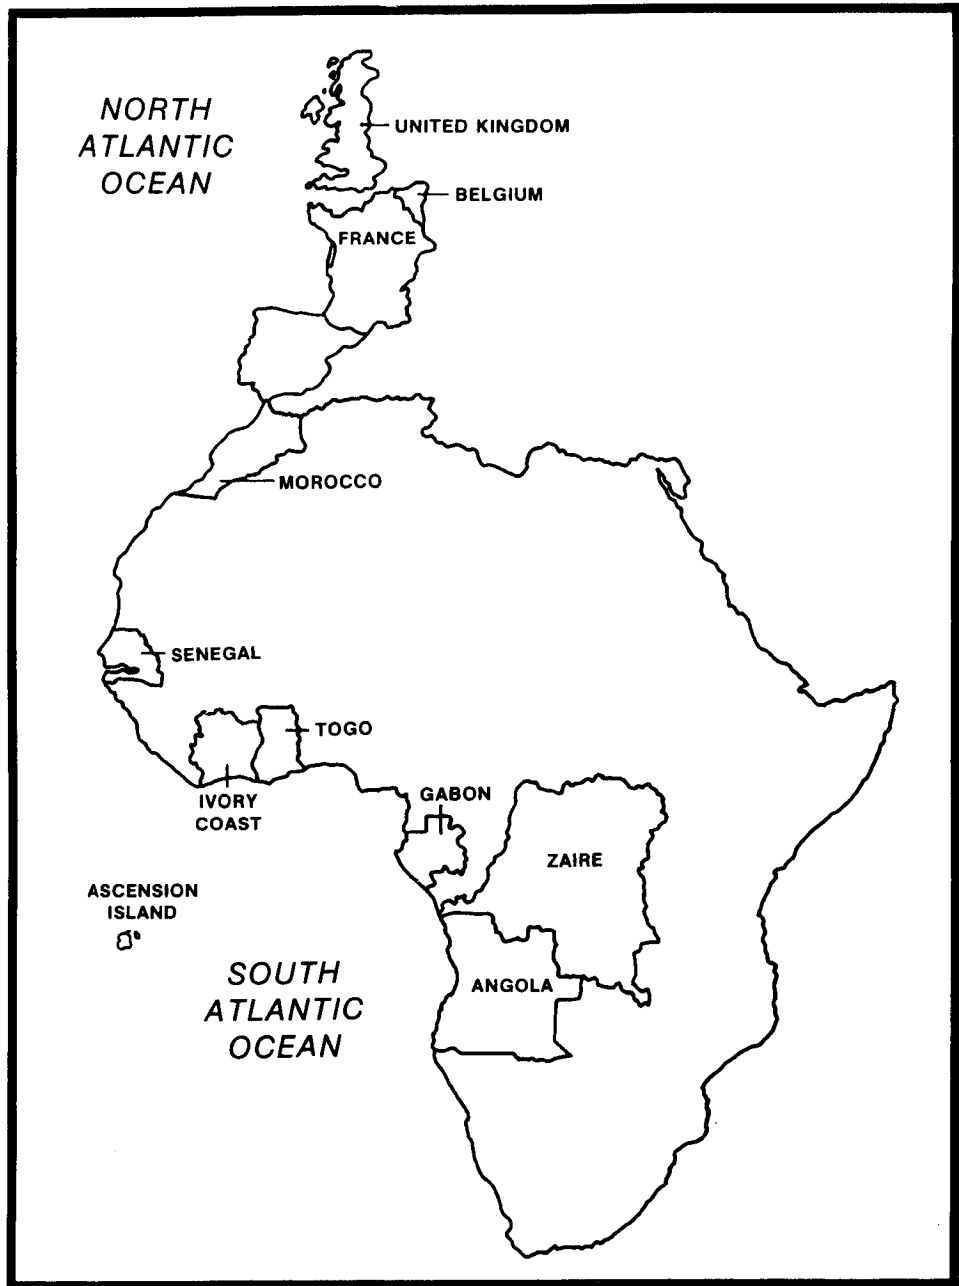 NORTH
ATLANTIC
OCEAN
UNITED KINGDOM
BELGIUM
FRANCE
MOROCCO
SENEGAL
TOGO
IVORY
COAST
GABON
ZAIRE
ASCENSION
ISLAND
ANGOLA
SOUTH
ATLANTIC
OCEAN